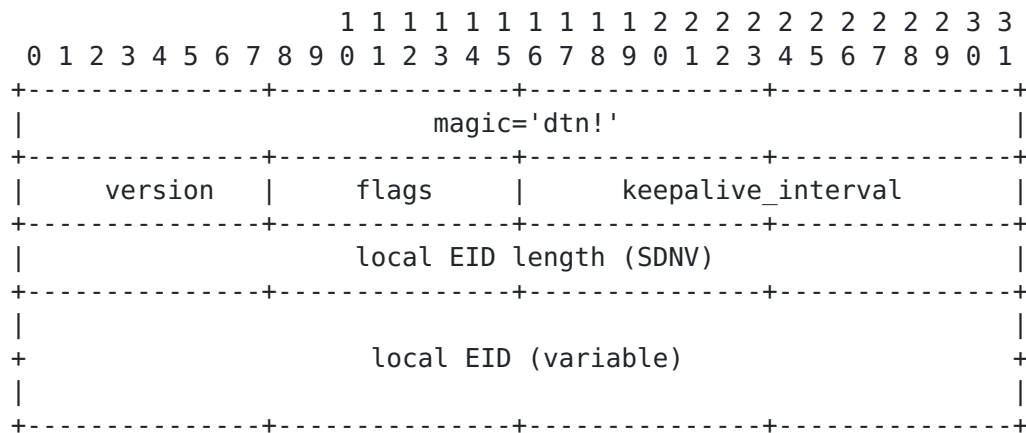 1 1 1 1 1 1 1 1 1 1 2 2 2 2 2 2 2 2 2 2 3 3
 0 1 2 3 4 5 6 7 8 9 0 1 2 3 4 5 6 7 8 9 0 1 2 3 4 5 6 7 8 9 0 1
+---------------+---------------+---------------+---------------+
|                          magic='dtn!'                         |
+---------------+---------------+---------------+---------------+
|     version   |     flags     |      keepalive_interval       |
+---------------+---------------+---------------+---------------+
|                     local EID length (SDNV)                   |
+---------------+---------------+---------------+---------------+
|                                                               |
+                      local EID (variable)                     +
|                                                               |
+---------------+---------------+---------------+---------------+